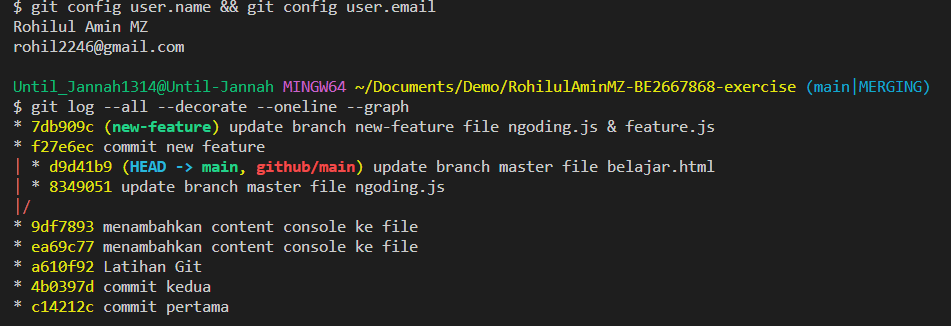 $ git config user.name && git config user.email
Rohilul Amin MZ
rohil2246@gmail.com
Until_Jannah1314@Until-Jannah MINGW64 ~/Documents/Demo/RohilulAminMZ-BE2667868-exercise (main|MERGING)
$ git log --all --decorate --oneline --graph
* 7db909c (new-feature) update branch new-feature file ngoding.js & feature.js
* f27e6ec commit new feature
| * d9d41b9 (HEAD -> main, github/main) update branch master file belajar.html
| * 8349051 update branch master file ngoding.js
|/
* 9df7893 menambahkan content console ke file
* ea69c77 menambahkan content console ke file
* a610f92 Latihan Git
* 4b0397d commit kedua
* c14212c commit pertama